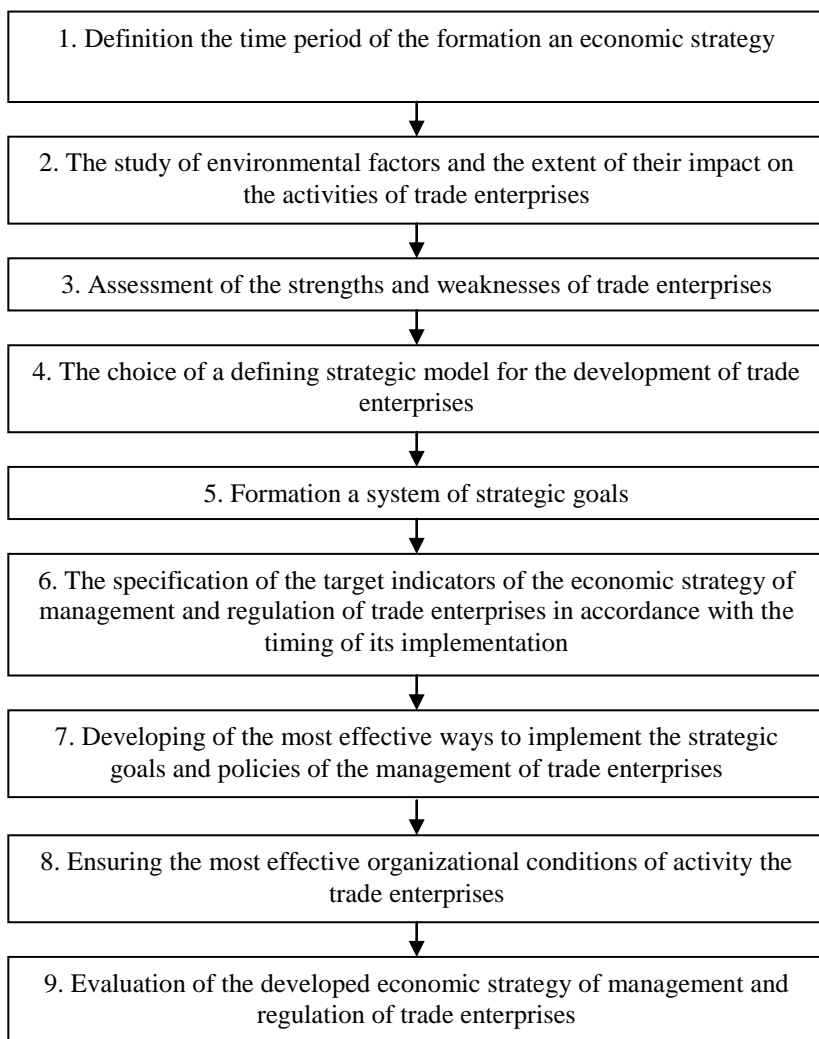 1. Definition the time period of the formation an economic strategy
2. The study of environmental factors and the extent of their impact on
the activities of trade enterprises
3. Assessment of the strengths and weaknesses of trade enterprises
4. The choice of a defining strategic model for the development of trade
enterprises
5. Formation a system of strategic goals
6. The specification of the target indicators of the economic strategy of
management and regulation of trade enterprises in accordance with the
timing of its implementation
7. Developing of the most effective ways to implement the strategic
goals and policies of the management of trade enterprises
8. Ensuring the most effective organizational conditions of activity the
trade enterprises
9. Evaluation of the developed economic strategy of management and
regulation of trade enterprises